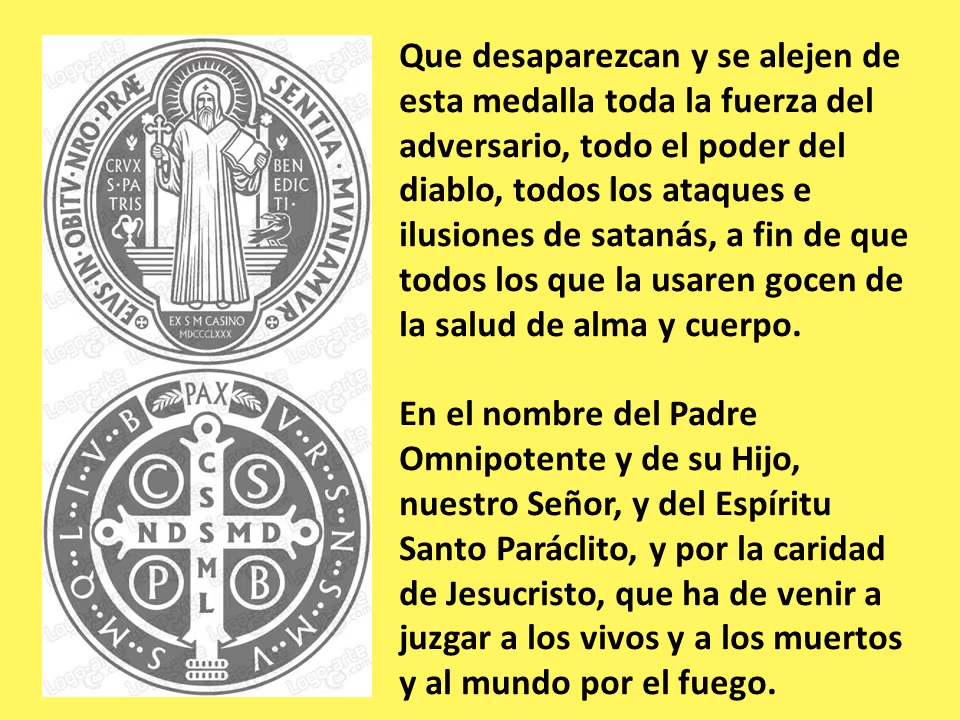 EIVS·IN·OBITV·NRO·PRÆ SENTIA·MVNIAMVR
CRVX
S·PA
TRIS
BEN
EDIC
TI·
EX S M CASINO
MDCCCLXXX
PAX
V··R··S··N··S··M··V
S··M··Q··L··I··V··B
C S
C
S
S
M
L
N D S M D
P B
Que desaparezcan y se alejen de
esta medalla toda la fuerza del
adversario, todo el poder del
diablo, todos los ataques e
ilusiones de satanás, a fin de que
todos los que la usaren gocen de
la salud de alma y cuerpo.
En el nombre del Padre
Omnipotente y de su Hijo,
nuestro Señor, y del Espíritu
Santo Paráclito, y por la caridad
de Jesucristo, que ha de venir a
juzgar a los vivos y a los muertos
y al mundo por el fuego.